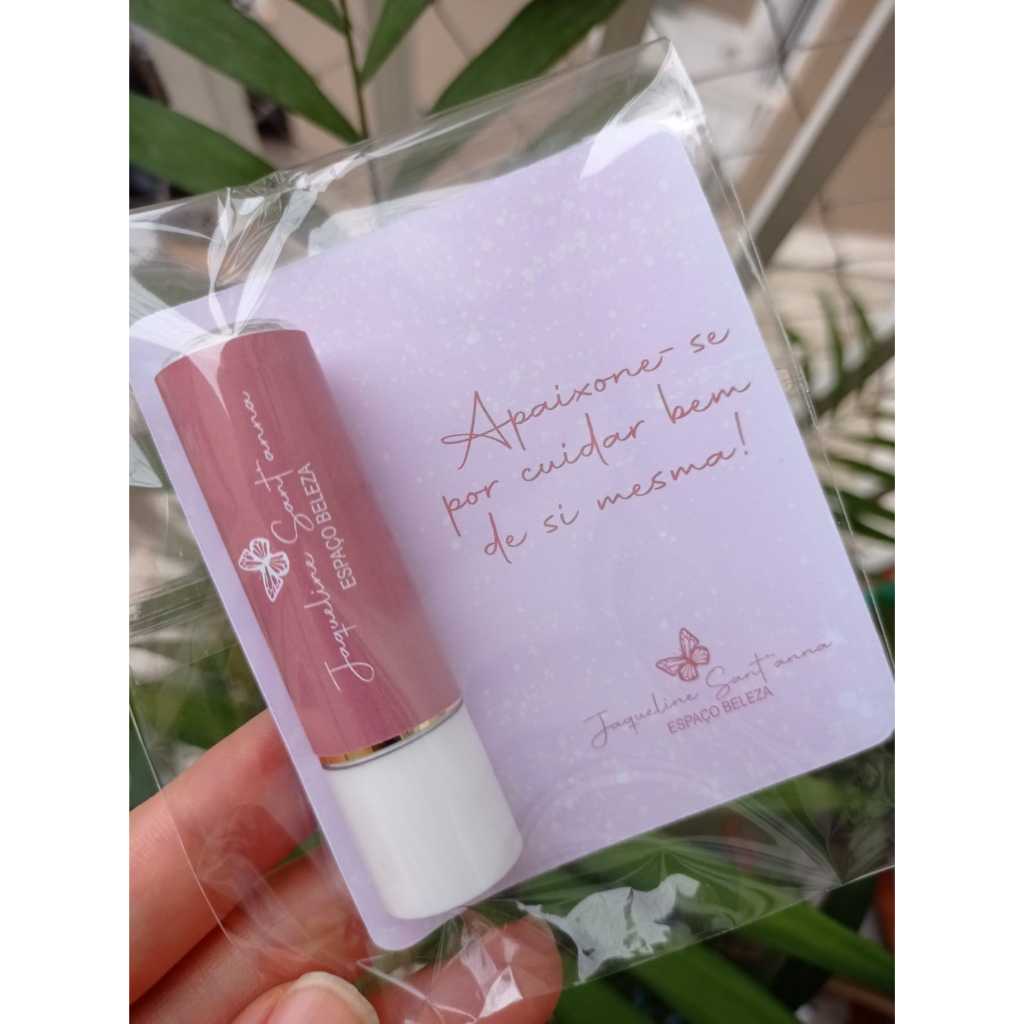 Jaqueline Sant'anna
ESPAÇO BELEZA
Apaixone-se
por cuidar bem
de si mesma!
Jaqueline Sant'anna
ESPAÇO BELEZA